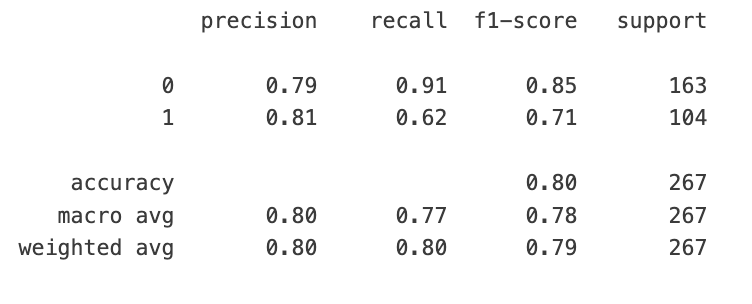 precision recall f1-score support
0 0.79 0.91 0.85 163
1 0.81 0.62 0.71 104
accuracy 0.80 267
macro avg 0.80 0.77 0.78 267
weighted avg 0.80 0.80 0.79 267